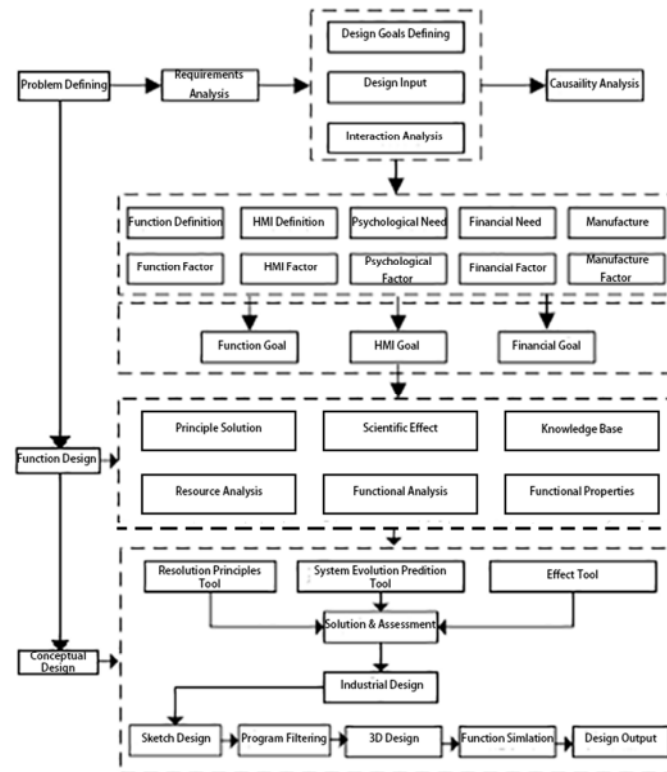 Design Goals Defining
Problem Defining
Requirements
Analysis
Design Input
Causaility Analysis
Interaction Analysis
Function Definition
HMI Definition
Psychological Need
Financial Need
Manufacture
Function Factor
HMI Factor
Psychological
Factor
Financial Factor
Manufacture
Factor
Function Goal
HMI Goal
Financial Goal
Principle Solution
Scientific Effect
Knowledge Base
Function Design
Resource Analysis
Functional Analysis
Functional Properties
Resolution Principles
Tool
System Evolution Predition
Tool
Effect Tool
Solution & Assessment
Conceptual
Design
Industrial Design
Sketch Design
Program Filtering
3D Design
Function Simlation
Design Output